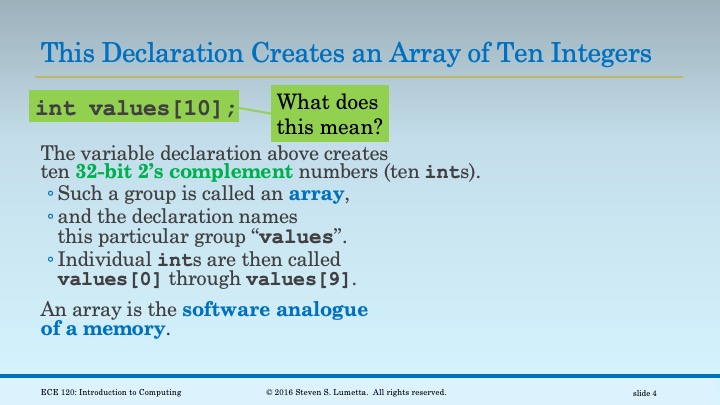 This Declaration Creates an Array of Ten Integers
int values[10];
What does
this mean?
The variable declaration above creates
ten 32-bit 2’s complement numbers (ten ints).
◦ Such a group is called an array,
◦ and the declaration names
this particular group “values”.
◦ Individual ints are then called
values[0] through values[9].
An array is the software analogue
of a memory.
ECE 120: Introduction to Computing
© 2016 Steven S. Lumetta. All rights reserved.
slide 4